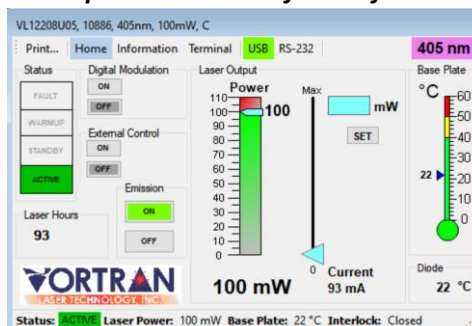 VL12208U05, 10886, 405nm, 100mW, C
Print... Home Information Terminal USB RS-232 405 nm
Status Digital Modulation Laser Output Base Plate
FAULT
WARMUP
STANDBY
ACTIVE
ON
OFF
External Control
ON
OFF
Emission
ON
OFF
Laser Hours
93
VORTRAN
LASER TECHNOLOGY, INC.
Power
110
100
90
80
70
60
50
40
30
20
10
0
100
100 mW
Max
0
mW
SET
Current
93 mA
°C
60
50
40
30
20
10
0
22
Diode
22 °C
Status: ACTIVE Laser Power: 100 mW Base Plate: 22 °C Interlock: Closed